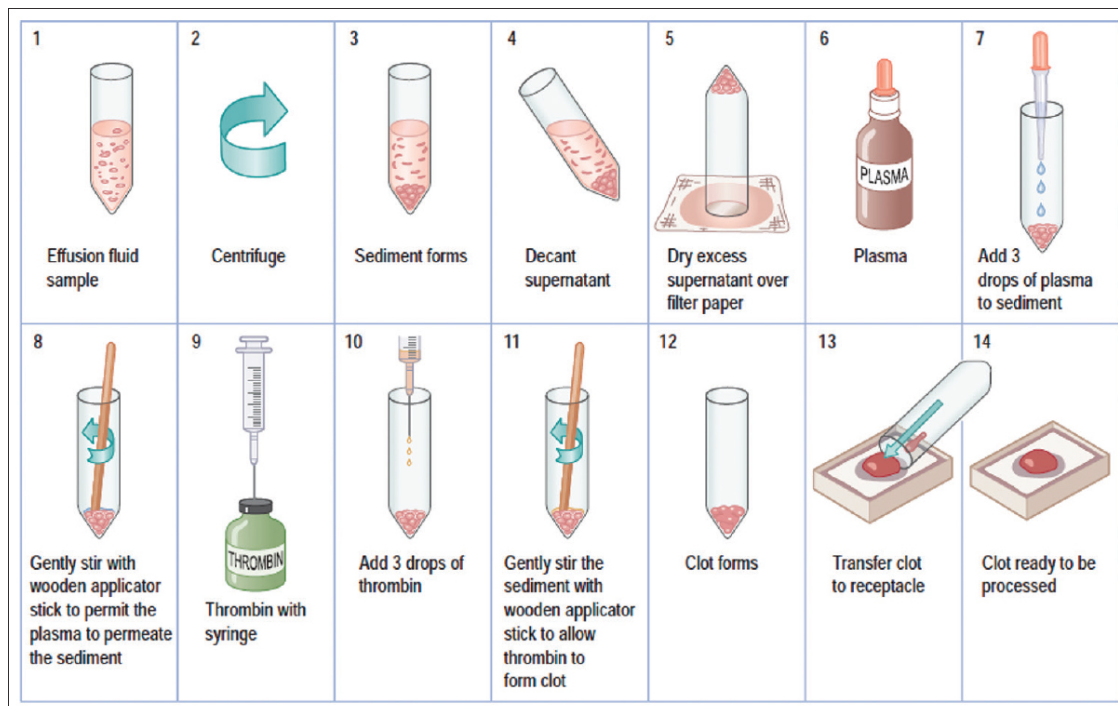 1
Effusion fluid
sample
2
Centrifuge
3
Sediment forms
4
Decant
supernatant
5
Dry excess
supernatant over
filter paper
6
PLASMA
Plasma
7
Add 3
drops of plasma
to sediment
8
Gently stir with
wooden applicator
stick to permit the
plasma to permeate
the sediment
9
THROMBIN
Thrombin with
syringe
10
Add 3 drops of
thrombin
11
Gently stir the
sediment with
wooden applicator
stick to allow
thrombin to
form clot
12
Clot forms
13
Transfer clot
to receptacle
14
Clot ready to be
processed